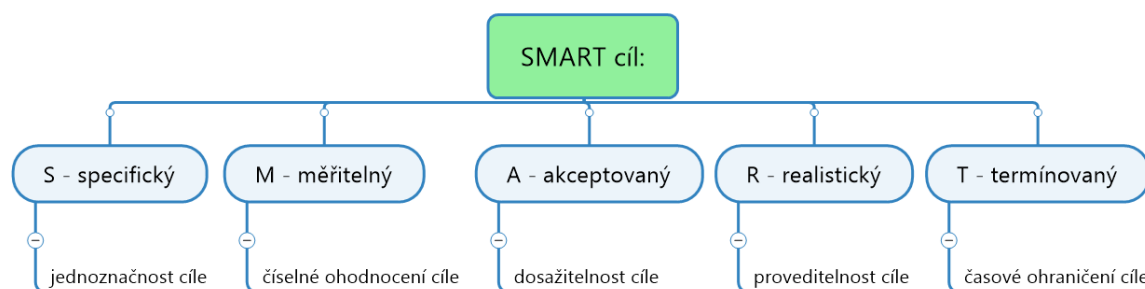 SMART cíl:
S - specifický
M - měřitelný
A - akceptovaný
R - realistický
T - termínovaný
jednoznačnost cíle
číselné ohodnocení cíle
dosažitelnost cíle
proveditelnost cíle
časové ohraničení cíle